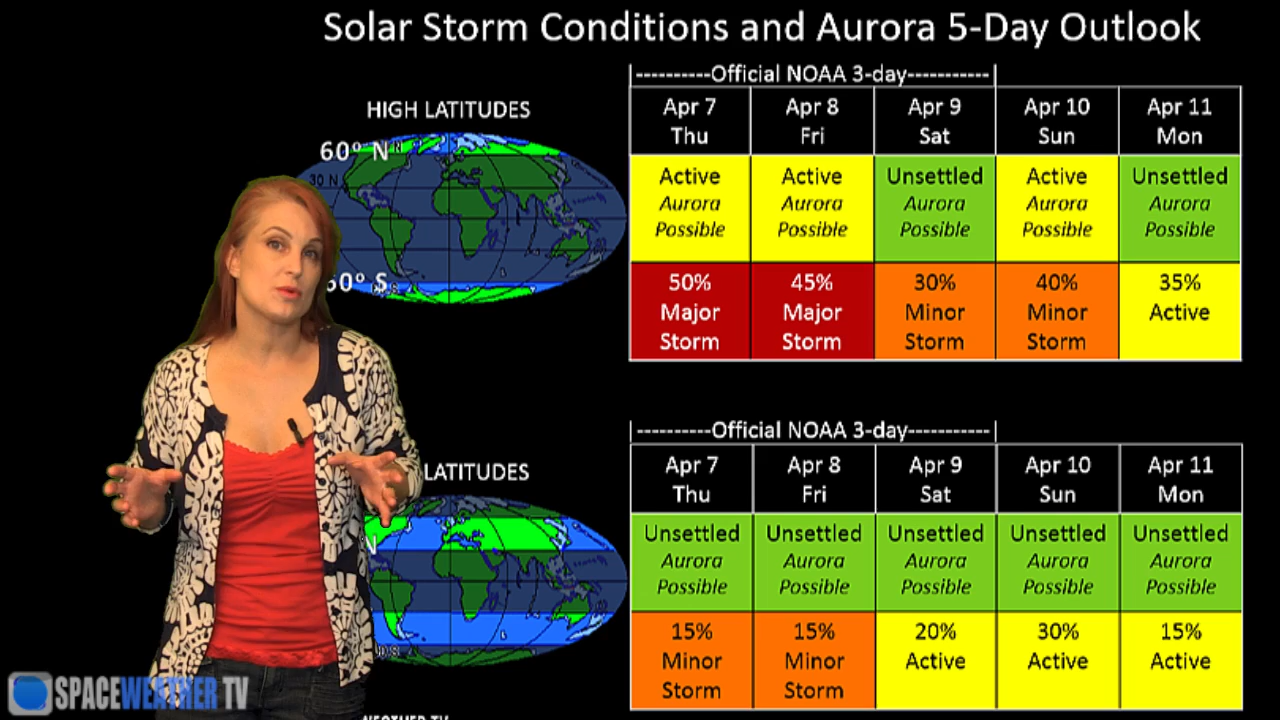 Solar Storm Conditions and Aurora 5-Day Outlook
|----------Official NOAA 3-day-----------|
HIGH LATITUDES
60º N
30 N
Apr 7 Apr 8 Apr 9 Apr 10 Apr 11
Thu Fri Sat Sun Mon
Active Active Unsettled Active Unsettled
Aurora Aurora Aurora Aurora Aurora
Possible Possible Possible Possible Possible
50% 45% 30% 40% 35%
Major Major Minor Minor Active
Storm Storm Storm Storm
60º S
|----------Official NOAA 3-day-----------|
LATITUDES
N
Apr 7 Apr 8 Apr 9 Apr 10 Apr 11
Thu Fri Sat Sun Mon
Unsettled Unsettled Unsettled Unsettled Unsettled
Aurora Aurora Aurora Aurora Aurora
Possible Possible Possible Possible Possible
15% 15% 20% 30% 15%
Minor Minor Active Active Active
Storm Storm
SPACEWEATHER TV